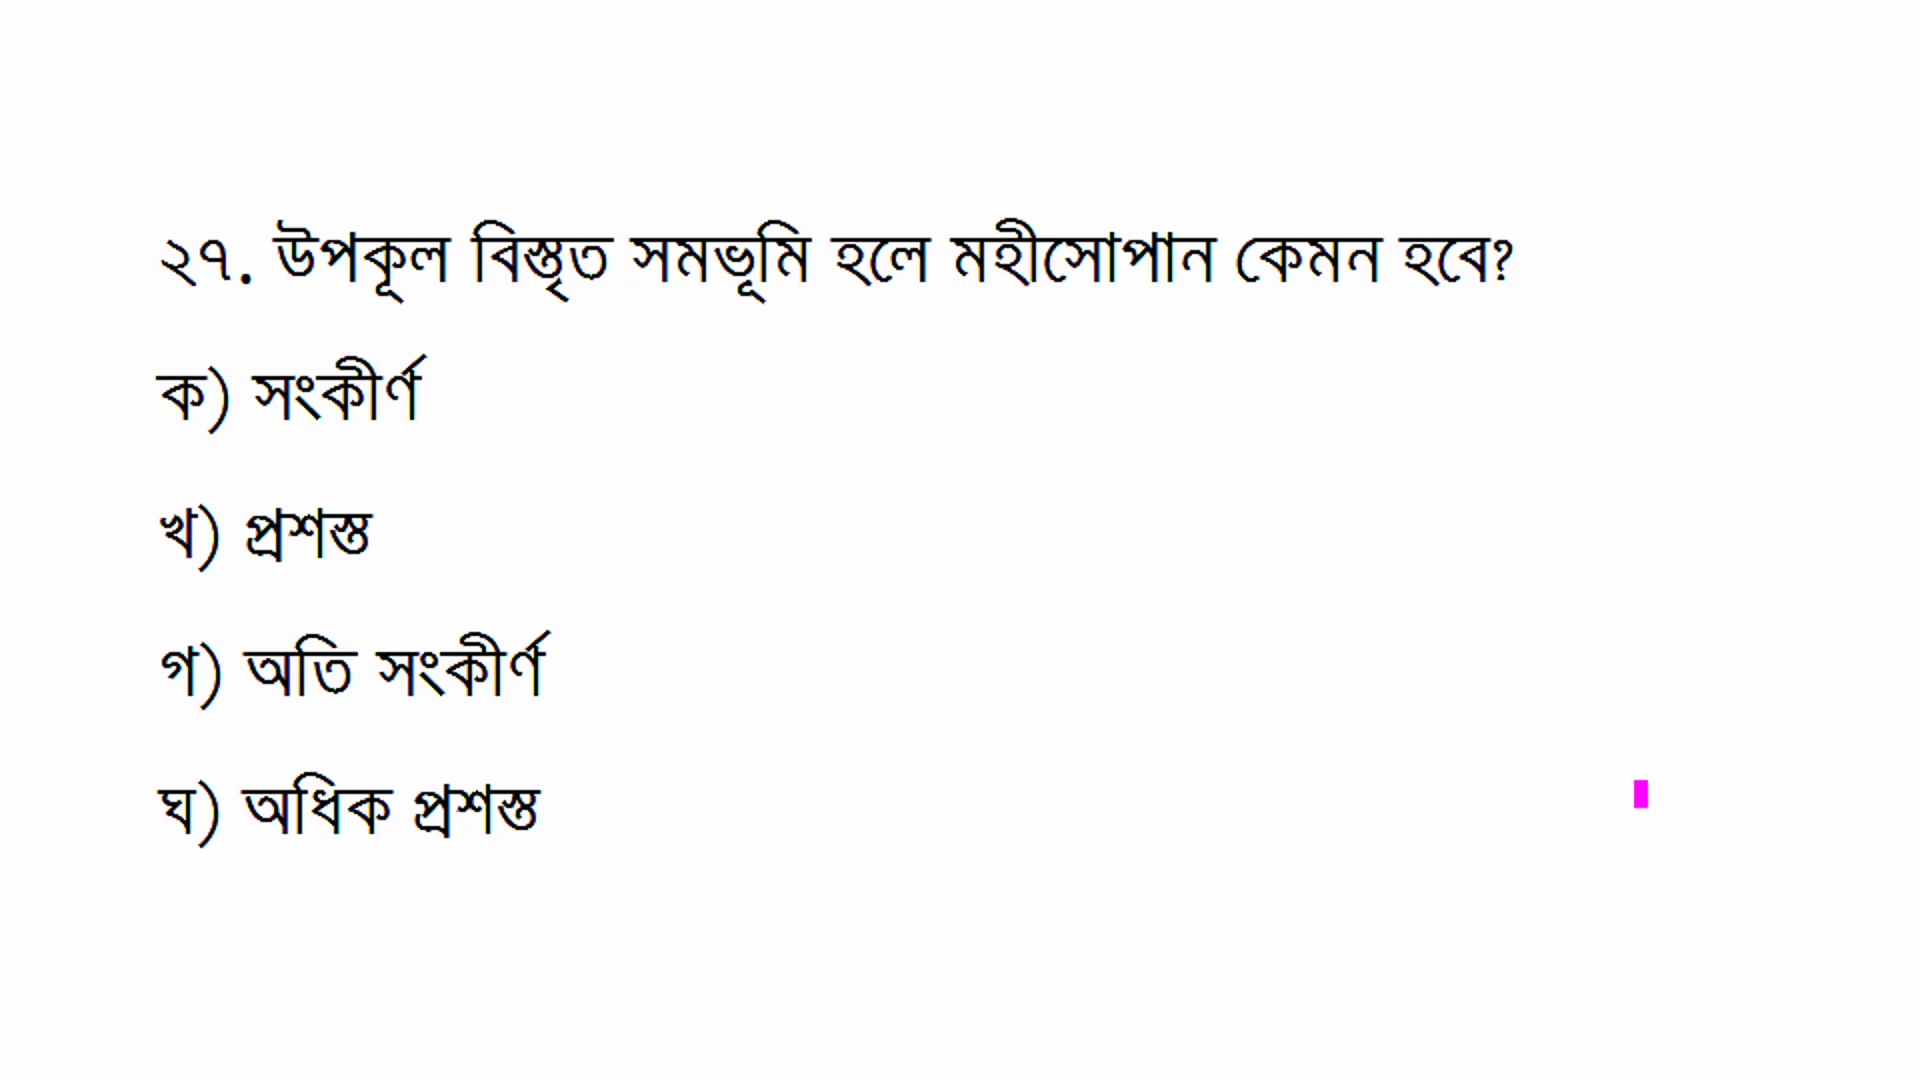 ২৭. উপকূল বিস্তৃত সমভূমি হলে মহীসোপান কেমন হবে?
ক) সংকীর্ণ
খ) প্রশস্ত
গ) অতি সংকীর্ণ
ঘ) অধিক প্রশস্ত